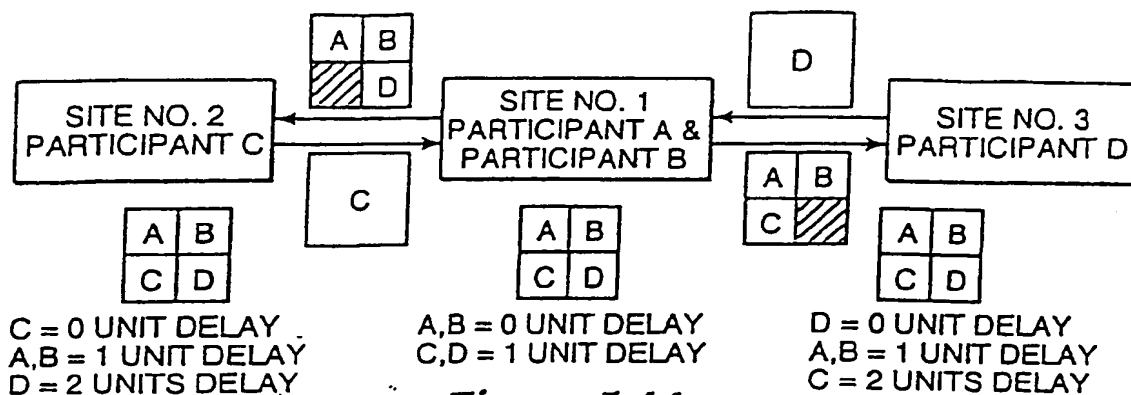 A B
D
D
SITE NO. 2
PARTICIPANT C
SITE NO. 1
PARTICIPANT A &
PARTICIPANT B
SITE NO. 3
PARTICIPANT D
C
A B
C
A B
C D
A B
C D
A B
C D
C = 0 UNIT DELAY
A,B = 1 UNIT DELAY
D = 2 UNITS DELAY
A,B = 0 UNIT DELAY
C,D = 1 UNIT DELAY
D = 0 UNIT DELAY
A,B = 1 UNIT DELAY
C = 2 UNITS DELAY